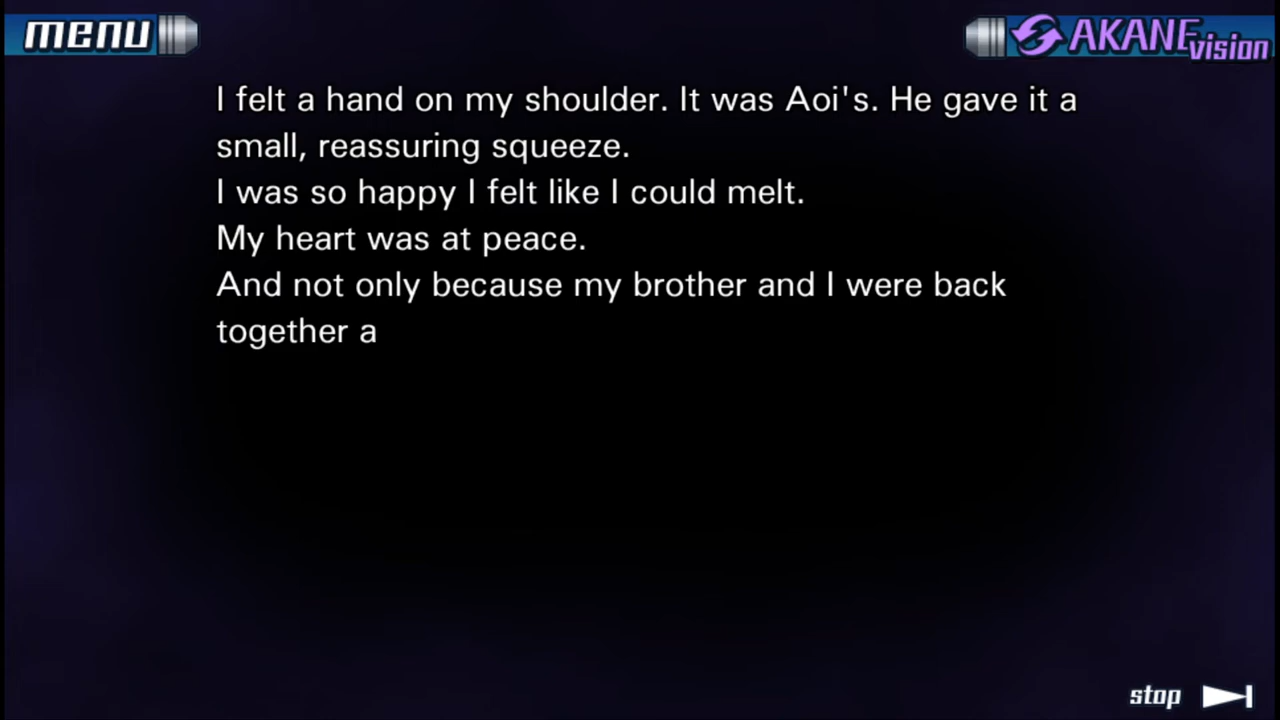 menu
AKANE vision
I felt a hand on my shoulder. It was Aoi's. He gave it a
small, reassuring squeeze.
I was so happy I felt like I could melt.
My heart was at peace.
And not only because my brother and I were back
together a
stop